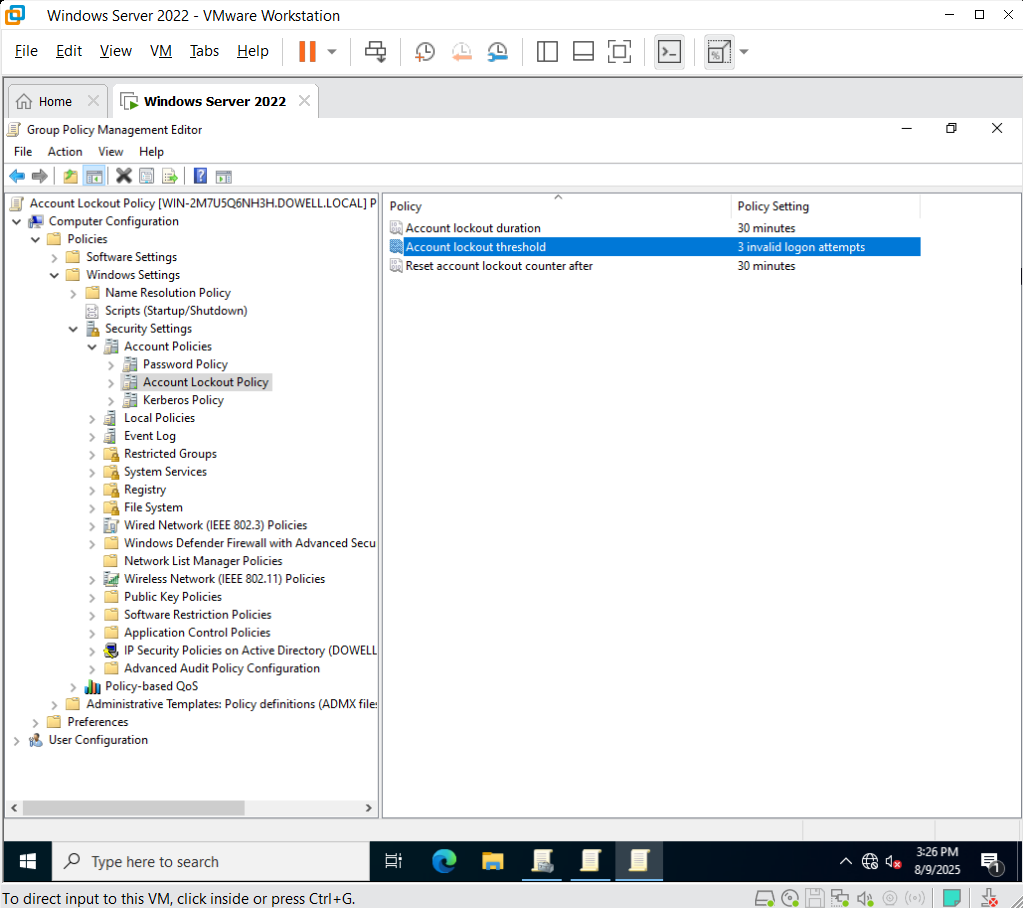 Windows Server 2022 - VMware Workstation
File Edit View VM Tabs Help
Home Windows Server 2022
Group Policy Management Editor
File Action View Help
Account Lockout Policy [WIN-2M7U5Q6NH3H.DOWELL.LOCAL] P
Computer Configuration
Policies
Software Settings
Windows Settings
Name Resolution Policy
Scripts (Startup/Shutdown)
Security Settings
Account Policies
Password Policy
Account Lockout Policy
Kerberos Policy
Local Policies
Event Log
Restricted Groups
System Services
Registry
File System
Wired Network (IEEE 802.3) Policies
Windows Defender Firewall with Advanced Secu
Network List Manager Policies
Wireless Network (IEEE 802.11) Policies
Public Key Policies
Software Restriction Policies
Application Control Policies
IP Security Policies on Active Directory (DOWELL
Advanced Audit Policy Configuration
Policy-based QoS
Administrative Templates: Policy definitions (ADMX files
Preferences
User Configuration
Policy Policy Setting
Account lockout duration 30 minutes
Account lockout threshold 3 invalid logon attempts
Reset account lockout counter after 30 minutes
Type here to search
3:26 PM
8/9/2025
1
To direct input to this VM, click inside or press Ctrl+G.